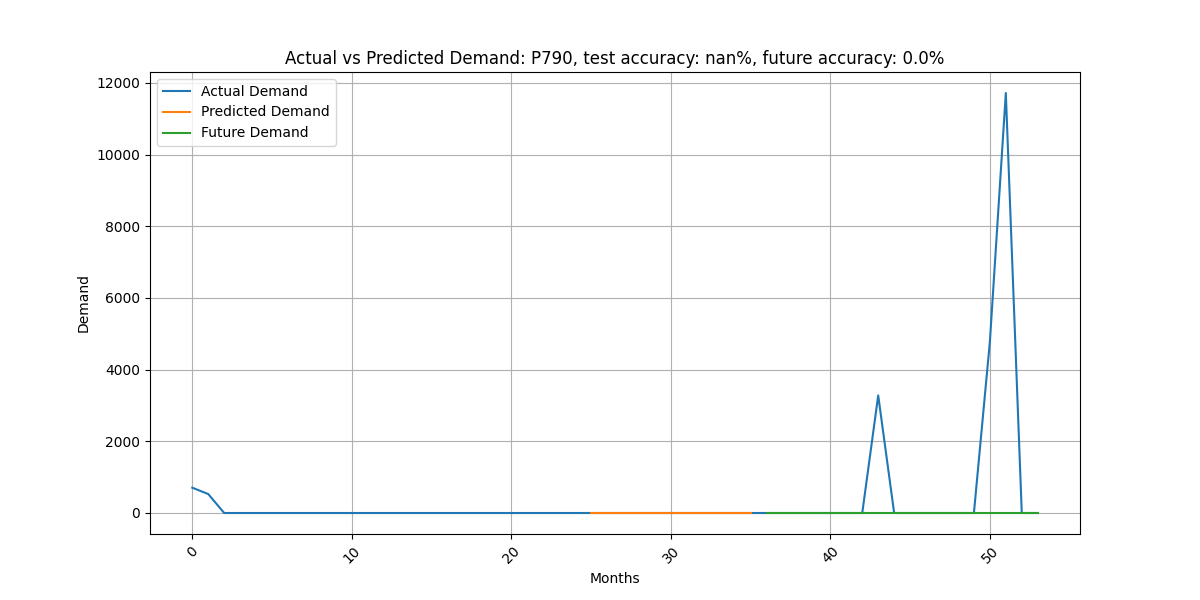 Actual vs Predicted Demand: P790, test accuracy: nan%, future accuracy: 0.0%
12000
10000
8000
6000
4000
2000
0
Demand
Actual Demand
Predicted Demand
Future Demand
0
10
20
30
40
50
Months